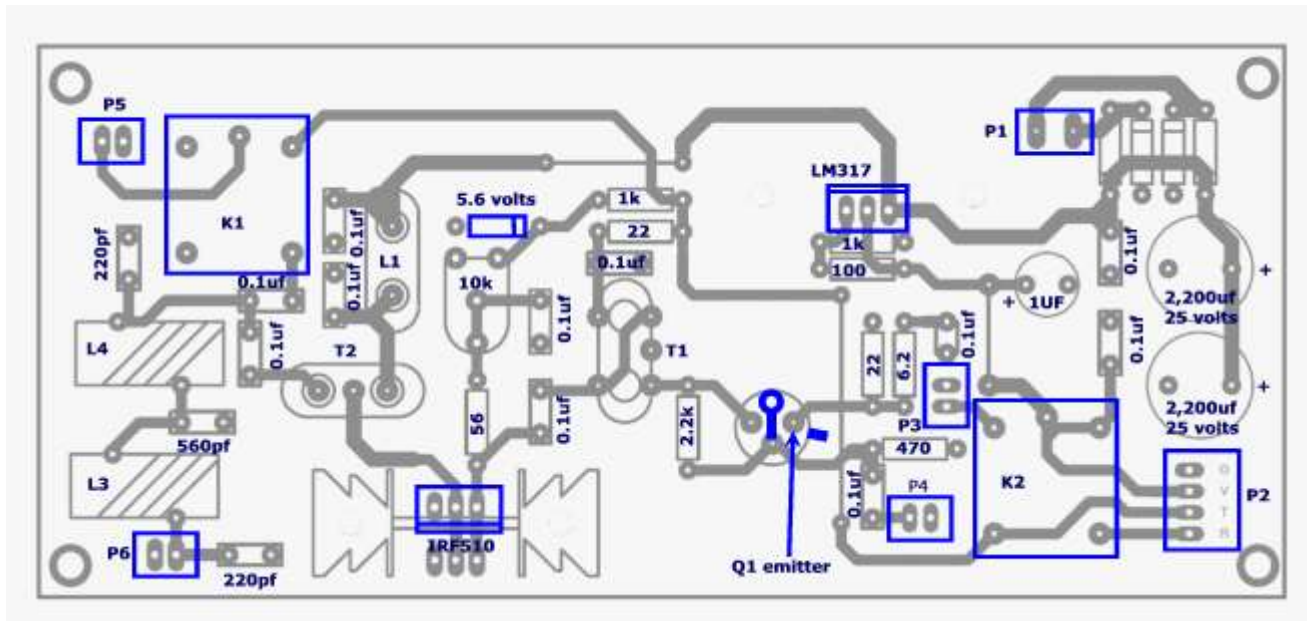 P5
P1
LM317
5.6 volts
1k
K1
22
1k
220pf
0.1uf
0.1uf
L1
0.1uf
0.1uf
10k
0.1uf
100
0.1uf
+
+ 1UF
2,200uf
25 volts
L4
0.1uf
T2
0.1uf
T1
22
6.2
0.1uf
0.1uf
+
2,200uf
25 volts
560pf
56
0.1uf
2.2k
P3
470
L3
K2
P2
G
V
T
R
0.1uf
P4
P6
IRF510
220pf
Q1 emitter